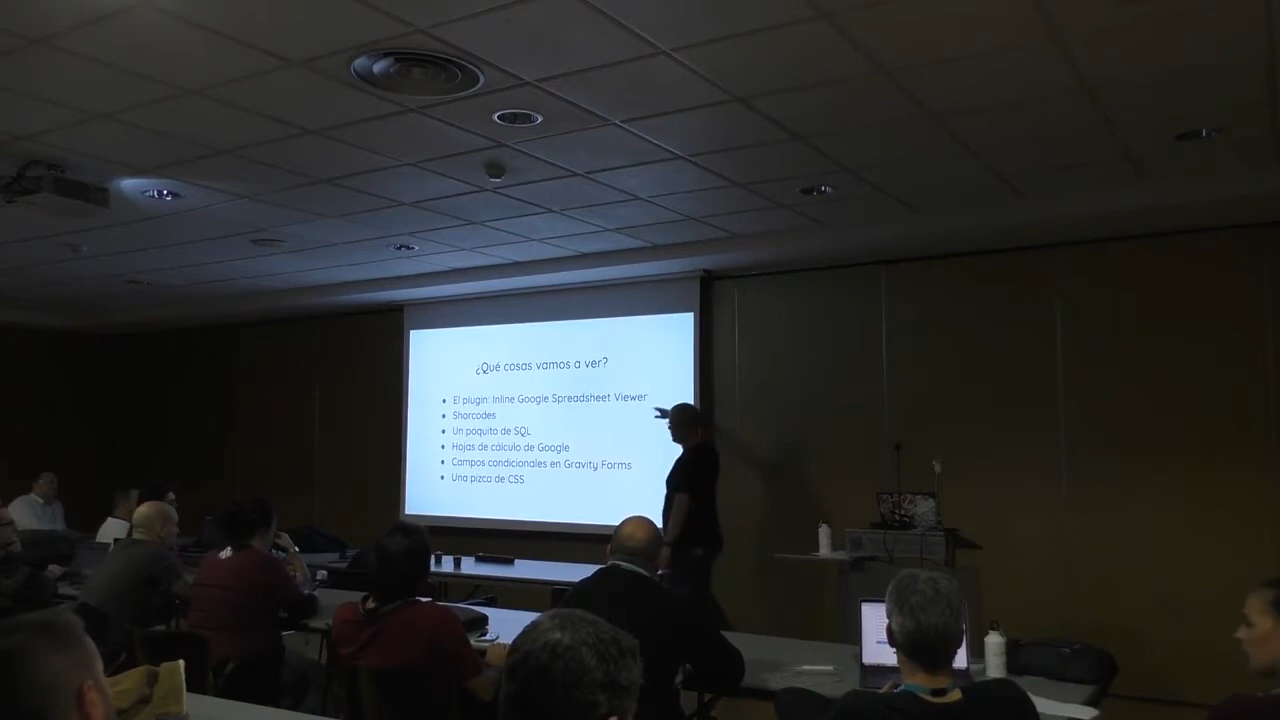 ¿Qué cosas vamos a ver?
● El plugin: Inline Google Spreadsheet Viewer
● Shorcodes
● Un poquito de SQL
● Hojas de cálculo de Google
● Campos condicionales en Gravity Forms
● Una pizca de CSS